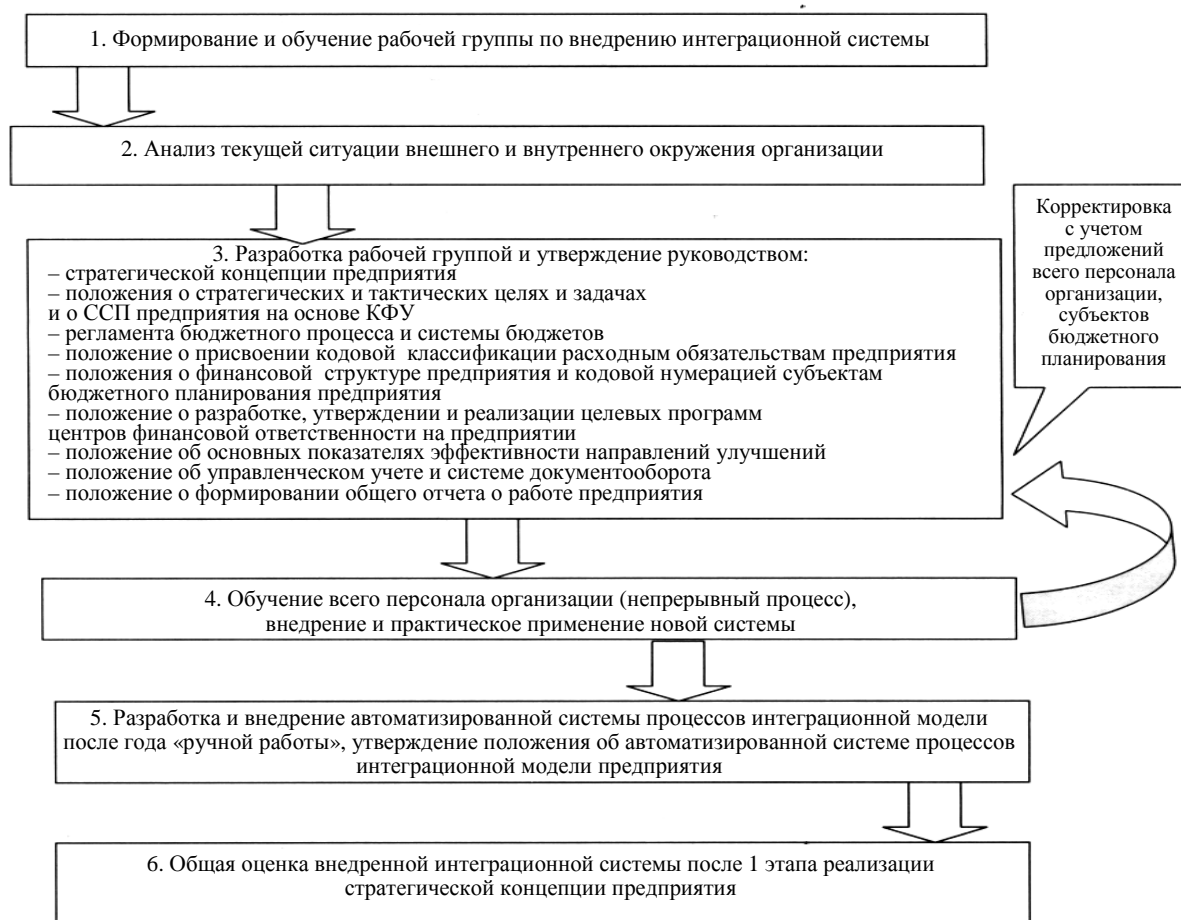 1. Формирование и обучение рабочей группы по внедрению интеграционной системы
2. Анализ текущей ситуации внешнего и внутреннего окружения организации
3. Разработка рабочей группой и утверждение руководством:
– стратегической концепции предприятия
– положения о стратегических и тактических целях и задачах
и о ССП предприятия на основе КФУ
– регламента бюджетного процесса и системы бюджетов
– положение о присвоении кодовой классификации расходным обязательствам предприятия
– положения о финансовой структуре предприятия и кодовой нумерацией субъектам
бюджетного планирования предприятия
– положение о разработке, утверждении и реализации целевых программ
центров финансовой ответственности на предприятии
– положение об основных показателях эффективности направлений улучшений
– положение об управленческом учете и системе документооборота
– положение о формировании общего отчета о работе предприятия
Корректировка
с учетом
предложений
всего персонала
организации,
субъектов
бюджетного
планирования
4. Обучение всего персонала организации (непрерывный процесс),
внедрение и практическое применение новой системы
5. Разработка и внедрение автоматизированной системы процессов интеграционной модели
после года «ручной работы», утверждение положения об автоматизированной системе процессов
интеграционной модели предприятия
6. Общая оценка внедренной интеграционной системы после 1 этапа реализации
стратегической концепции предприятия